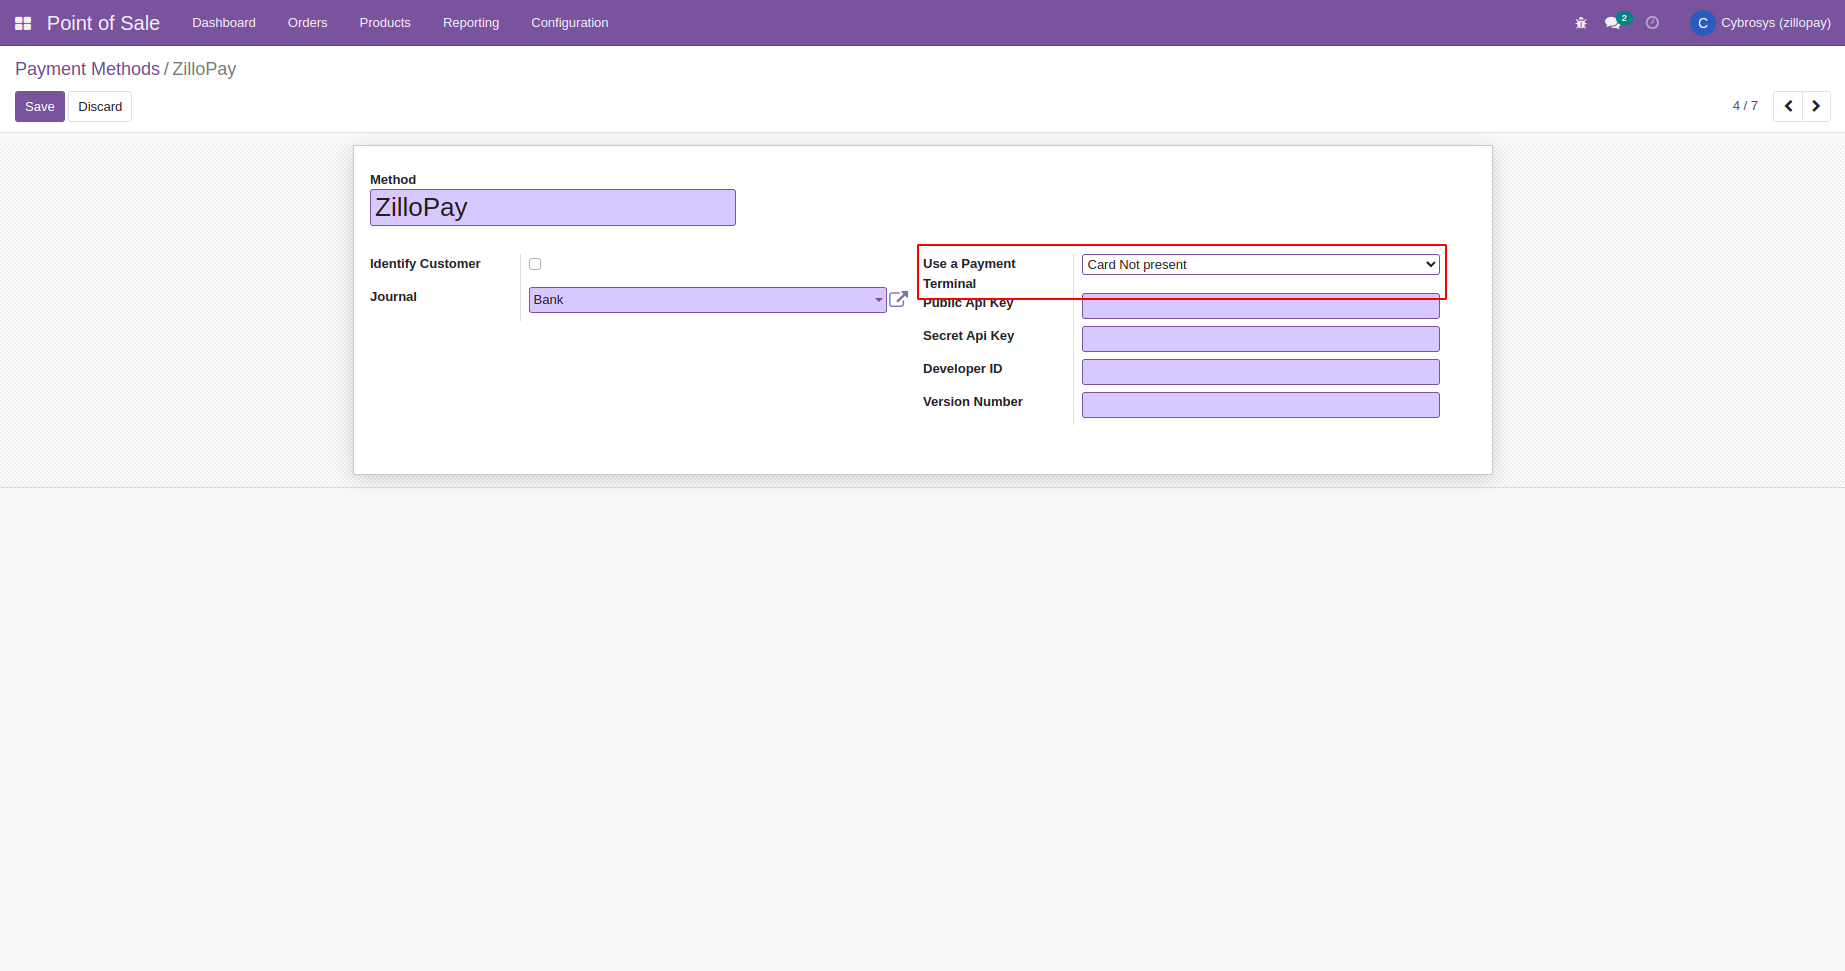 Point of Sale Dashboard Orders Products Reporting Configuration 2 C Cybrosys (zillopay)
Payment Methods / ZilloPay
Save Discard 4 / 7
Method
ZilloPay
Identify Customer
Journal Bank
Use a Payment Terminal Card Not present
Public Api Key
Secret Api Key
Developer ID
Version Number